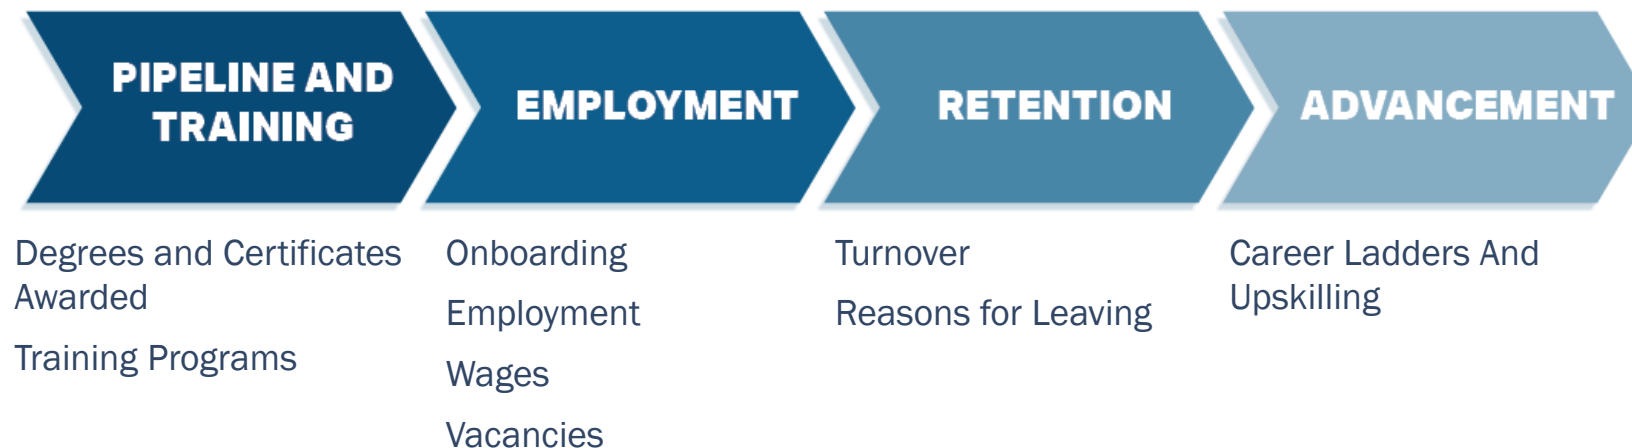 PIPELINE AND
TRAINING
EMPLOYMENT
RETENTION
ADVANCEMENT
Degrees and Certificates
Awarded
Training Programs
Onboarding
Employment
Wages
Vacancies
Turnover
Reasons for Leaving
Career Ladders And
Upskilling